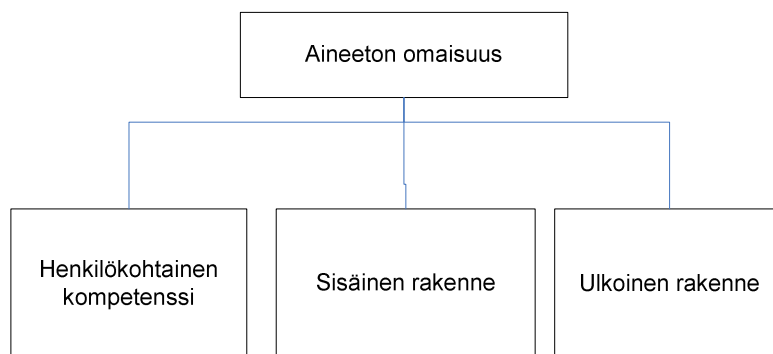 Aineeton omaisuus
Henkilökohtainen
kompetenssi
Sisäinen rakenne
Ulkoinen rakenne